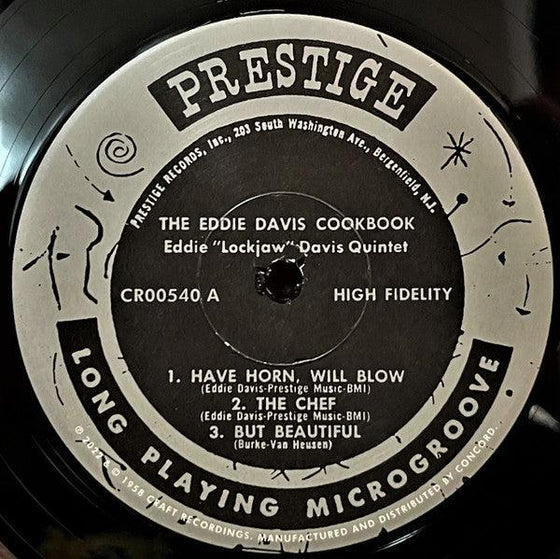 PRESTIGE
PRESTIGE RECORDS, Inc., 203 South Washington Ave., Bergenfield, N.J.
THE EDDIE DAVIS COOKBOOK
Eddie "Lockjaw" Davis Quintet
CR00540 A HIGH FIDELITY
1. HAVE HORN, WILL BLOW
(Eddie Davis-Prestige Music-BMI)
2. THE CHEF
(Eddie Davis-Prestige Music-BMI)
3. BUT BEAUTIFUL
(Burke-Van Heusen)
LONG PLAYING MICROGROOVE
℗ 2022 & © 1958 CRAFT RECORDINGS. MANUFACTURED AND DISTRIBUTED BY CONCORD.